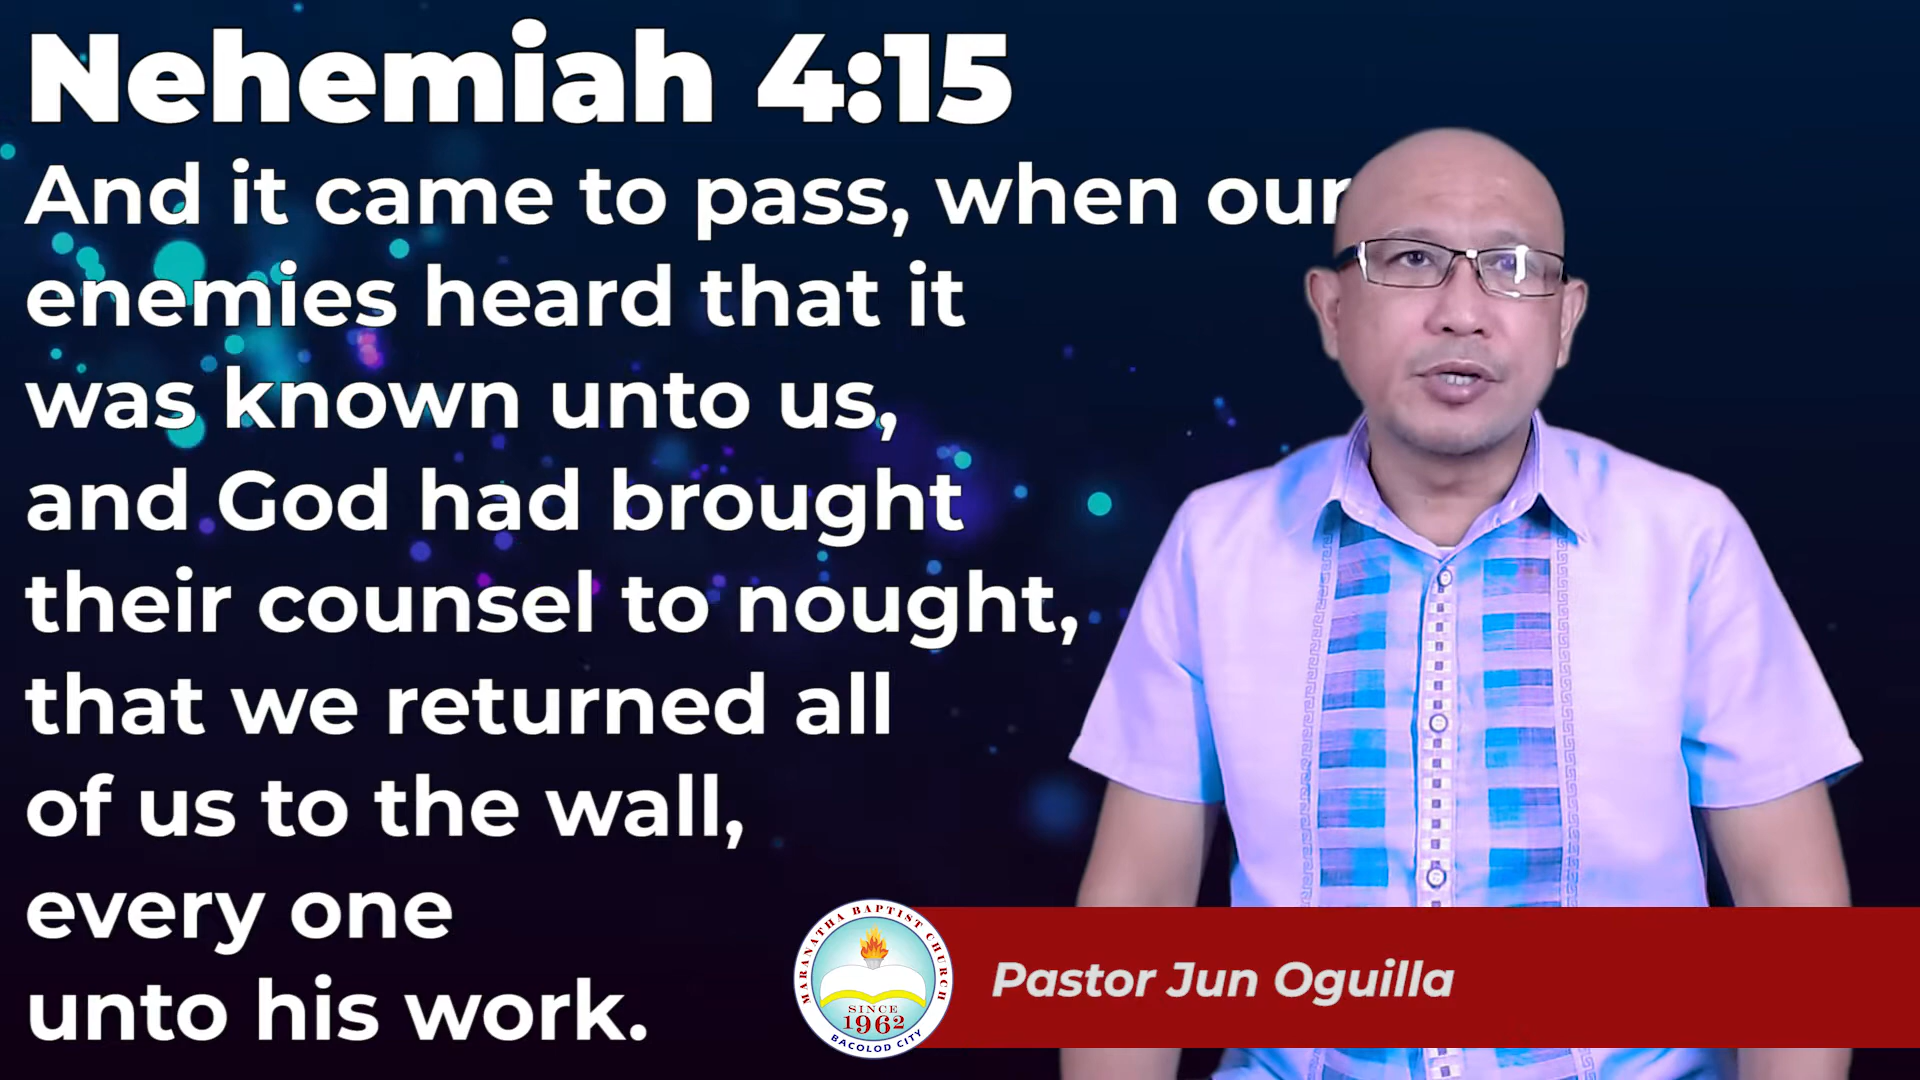 Nehemiah 4:15
And it came to pass, when our
enemies heard that it
was known unto us,
and God had brought
their counsel to nought,
that we returned all
of us to the wall,
every one
unto his work.
MARANATHA BAPTIST CHURCH
SINCE
1962
BACOLOD CITY
Pastor Jun Oguilla